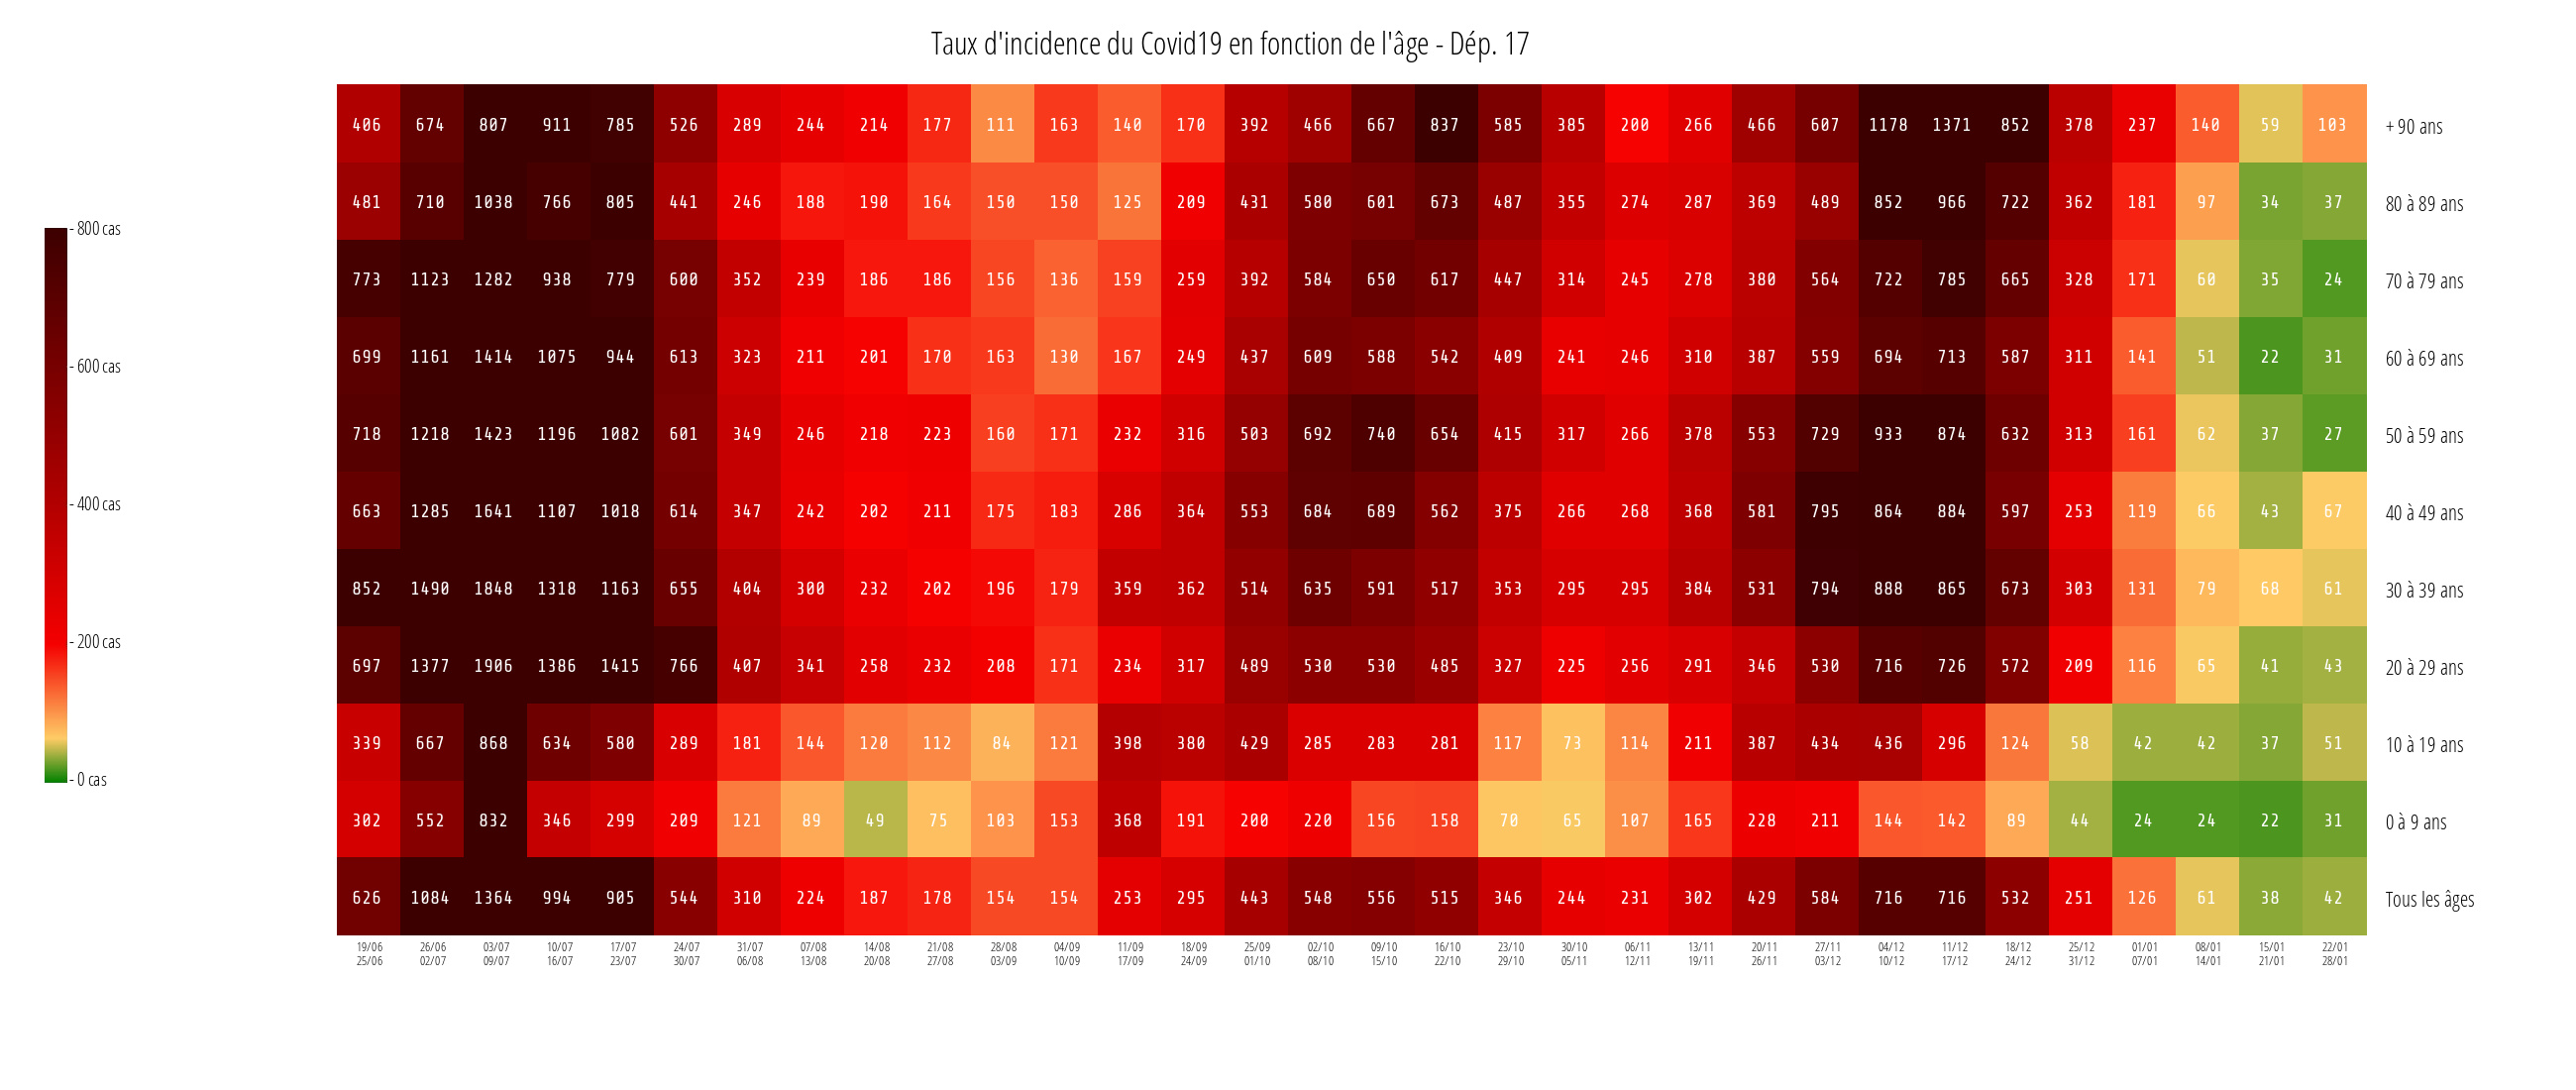 Taux d'incidence du Covid19 en fonction de l'âge - Dép. 17
406 674 807 911 785 526 289 244 214 177 111 163 140 170 392 466 667 837 585 385 200 266 466 607 1178 1371 852 378 237 140 59 103 + 90 ans
481 710 1038 766 805 441 246 188 190 164 150 150 125 209 431 580 601 673 487 355 274 287 369 489 852 966 722 362 181 97 34 37 80 à 89 ans
- 800 cas
773 1123 1282 938 779 600 352 239 186 186 156 136 159 259 392 584 650 617 447 314 245 278 380 564 722 785 665 328 171 60 35 24 70 à 79 ans
699 1161 1414 1075 944 613 323 211 201 170 163 130 167 249 437 609 588 542 409 241 246 310 387 559 694 713 587 311 141 51 22 31 60 à 69 ans
- 600 cas
718 1218 1423 1196 1082 601 349 246 218 223 160 171 232 316 503 692 740 654 415 317 266 378 553 729 933 874 632 313 161 62 37 27 50 à 59 ans
- 400 cas
663 1285 1641 1107 1018 614 347 242 202 211 175 183 286 364 553 684 689 562 375 266 268 368 581 795 864 884 597 253 119 66 43 67 40 à 49 ans
852 1490 1848 1318 1163 655 404 300 232 202 196 179 359 362 514 635 591 517 353 295 295 384 531 794 888 865 673 303 131 79 68 61 30 à 39 ans
- 200 cas
697 1377 1906 1386 1415 766 407 341 258 232 208 171 234 317 489 530 530 485 327 225 256 291 346 530 716 726 572 209 116 65 41 43 20 à 29 ans
339 667 868 634 580 289 181 144 120 112 84 121 398 380 429 285 283 281 117 73 114 211 387 434 436 296 124 58 42 42 37 51 10 à 19 ans
- 0 cas
302 552 832 346 299 209 121 89 49 75 103 153 368 191 200 220 156 158 70 65 107 165 228 211 144 142 89 44 24 24 22 31 0 à 9 ans
626 1084 1364 994 905 544 310 224 187 178 154 154 253 295 443 548 556 515 346 244 231 302 429 584 716 716 532 251 126 61 38 42 Tous les âges
19/06 26/06 03/07 10/07 17/07 24/07 31/07 07/08 14/08 21/08 28/08 04/09 11/09 18/09 25/09 02/10 09/10 16/10 23/10 30/10 06/11 13/11 20/11 27/11 04/12 11/12 18/12 25/12 01/01 08/01 15/01 22/01
25/06 02/07 09/07 16/07 23/07 30/07 06/08 13/08 20/08 27/08 03/09 10/09 17/09 24/09 01/10 08/10 15/10 22/10 29/10 05/11 12/11 19/11 26/11 03/12 10/12 17/12 24/12 31/12 07/01 14/01 21/01 28/01